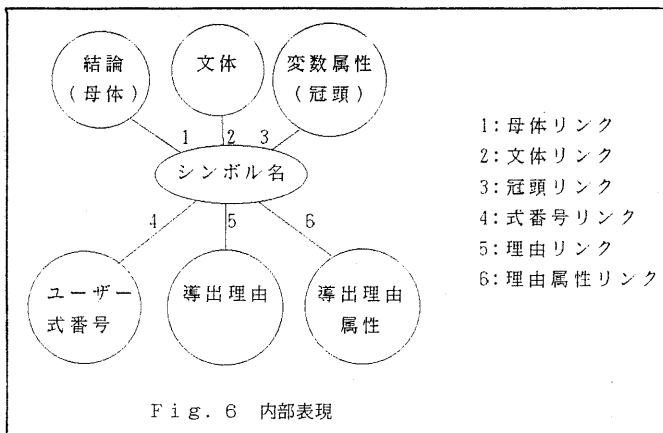 結論
(母体)
文体
変数属性
(冠頭)
1
2
3
シンボル名
4
5
6
ユーザー
式番号
導出理由
導出理由
属性
1:母体リンク
2:文体リンク
3:冠頭リンク
4:式番号リンク
5:理由リンク
6:理由属性リンク
Fig. 6 内部表現